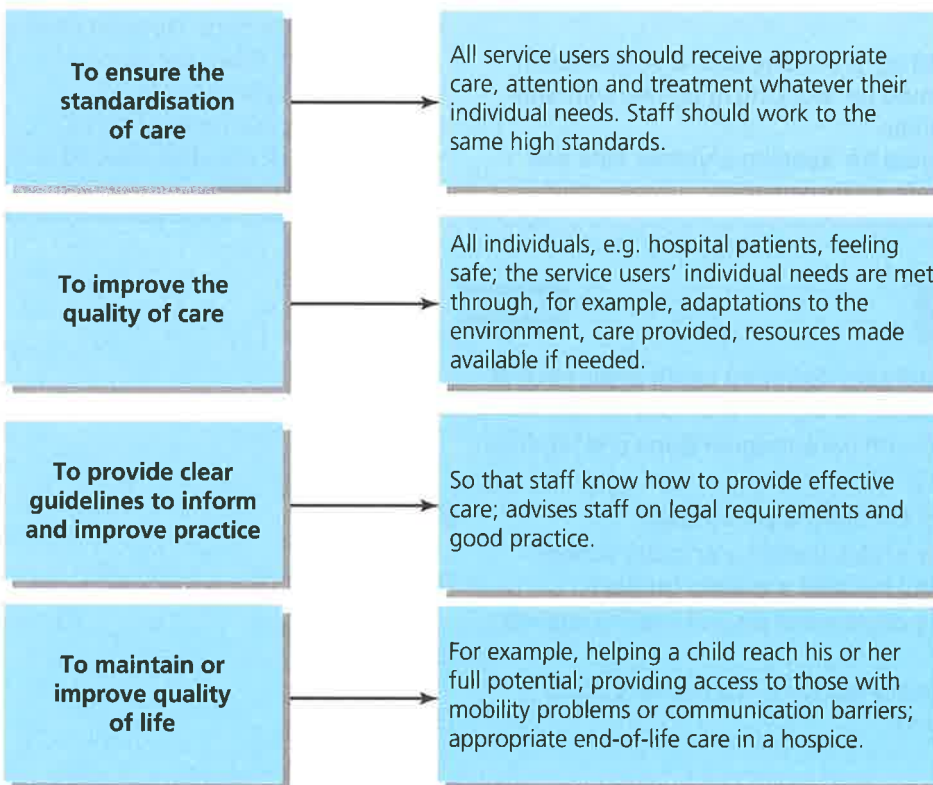 To ensure the
standardisation
of care
All service users should receive appropriate
care, attention and treatment whatever their
individual needs. Staff should work to the
same high standards.
To improve the
quality of care
All individuals, e.g. hospital patients, feeling
safe; the service users' individual needs are met
through, for example, adaptations to the
environment, care provided, resources made
available if needed.
To provide clear
guidelines to inform
and improve practice
So that staff know how to provide effective
care; advises staff on legal requirements and
good practice.
To maintain or
improve quality
of life
For example, helping a child reach his or her
full potential; providing access to those with
mobility problems or communication barriers;
appropriate end-of-life care in a hospice.